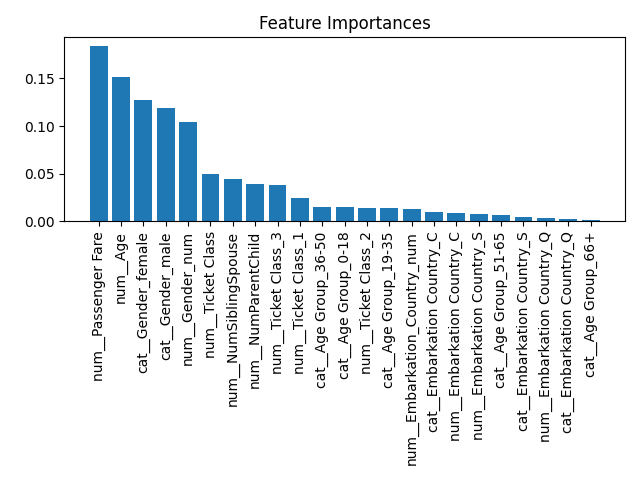 Feature Importances
0.15
0.10
0.05
0.00
num__Passenger Fare
num__Age
cat__Gender_female
cat__Gender_male
num__Gender_num
num__Ticket Class
num__NumSiblingSpouse
num__NumParentChild
num__Ticket Class_3
num__Ticket Class_1
cat__Age Group_36-50
cat__Age Group_0-18
num__Ticket Class_2
cat__Age Group_19-35
num__Embarkation_Country_num
cat__Embarkation Country_C
num__Embarkation Country_C
num__Embarkation Country_S
cat__Age Group_51-65
cat__Embarkation Country_S
num__Embarkation Country_Q
cat__Embarkation Country_Q
cat__Age Group_66+